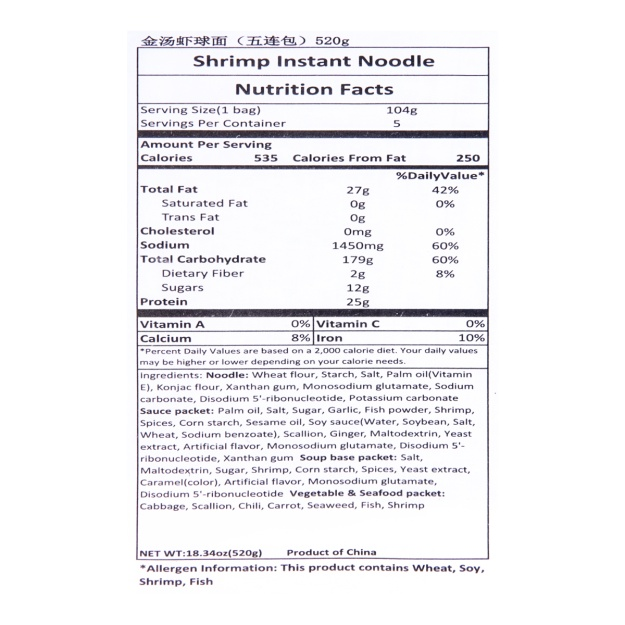 金汤虾球面（五连包）520g
Shrimp Instant Noodle
Nutrition Facts
Serving Size(1 bag) 104g
Servings Per Container 5
Amount Per Serving
Calories 535 Calories From Fat 250
%DailyValue*
Total Fat 27g 42%
Saturated Fat 0g 0%
Trans Fat 0g
Cholesterol 0mg 0%
Sodium 1450mg 60%
Total Carbohydrate 179g 60%
Dietary Fiber 2g 8%
Sugars 12g
Protein 25g
Vitamin A 0% Vitamin C 0%
Calcium 8% Iron 10%
*Percent Daily Values are based on a 2,000 calorie diet. Your daily values
may be higher or lower depending on your calorie needs.
Ingredients: Noodle: Wheat flour, Starch, Salt, Palm oil(Vitamin
E), Konjac flour, Xanthan gum, Monosodium glutamate, Sodium
carbonate, Disodium 5'-ribonucleotide, Potassium carbonate
Sauce packet: Palm oil, Salt, Sugar, Garlic, Fish powder, Shrimp,
Spices, Corn starch, Sesame oil, Soy sauce(Water, Soybean, Salt,
Wheat, Sodium benzoate), Scallion, Ginger, Maltodextrin, Yeast
extract, Artificial flavor, Monosodium glutamate, Disodium 5'-
ribonucleotide, Xanthan gum Soup base packet: Salt,
Maltodextrin, Sugar, Shrimp, Corn starch, Spices, Yeast extract,
Caramel(color), Artificial flavor, Monosodium glutamate,
Disodium 5'-ribonucleotide Vegetable & Seafood packet:
Cabbage, Scallion, Chili, Carrot, Seaweed, Fish, Shrimp
NET WT:18.34oz(520g) Product of China
*Allergen Information: This product contains Wheat, Soy,
Shrimp, Fish